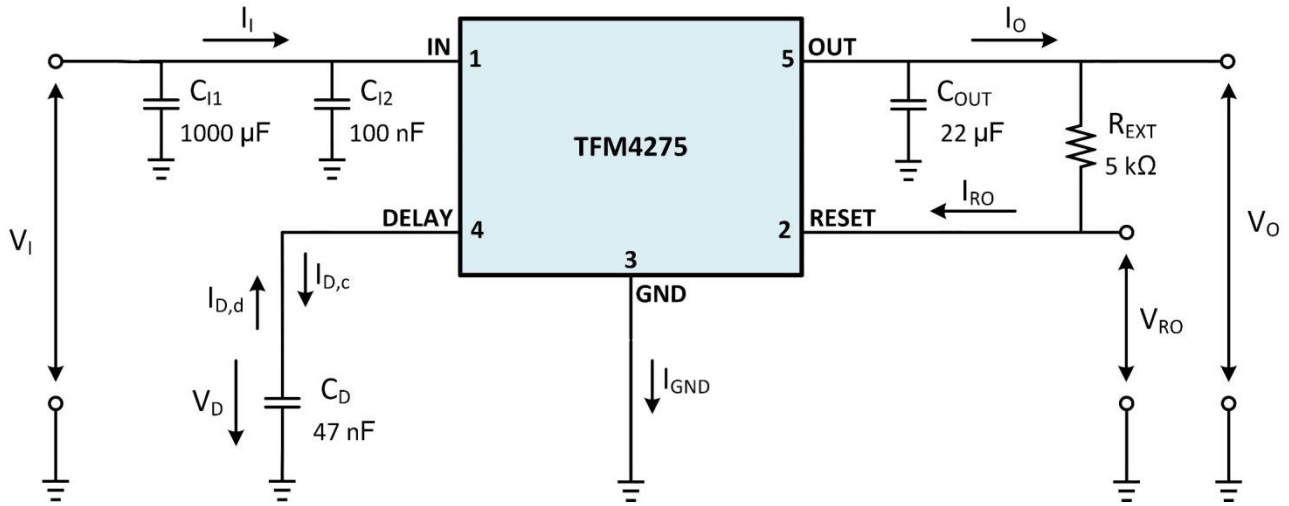 I_I
IN
1
C_I1
1000 µF
C_I2
100 nF
TFM4275
5
OUT
I_O
C_OUT
22 µF
R_EXT
5 kΩ
I_RO
DELAY
4
2
RESET
V_I
V_O
3
GND
I_D,c
I_D,d
V_RO
I_GND
V_D
C_D
47 nF